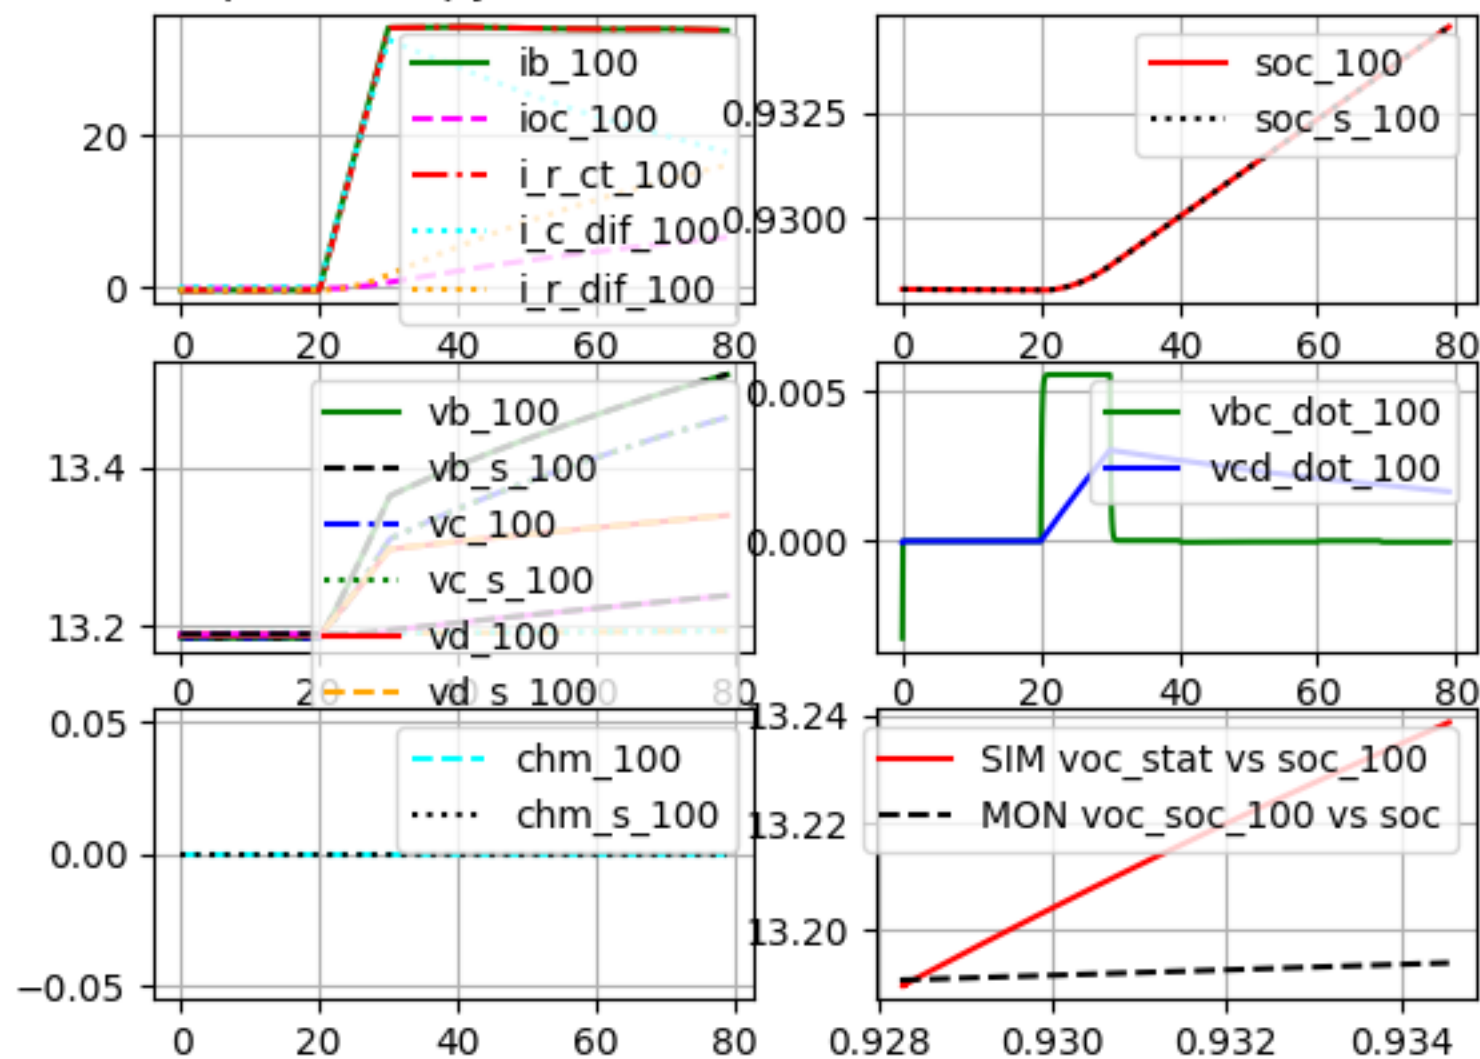 ib_100
ioc_100
i_r_ct_100
i_c_dif_100
i_r_dif_100
20
0
0 20 40 60 80
soc_100
soc_s_100
0.9325
0.9300
0 20 40 60 80
vb_100
vb_s_100
vc_100
vc_s_100
vd_100
vd_s_100
13.4
13.2
0 20 40 60 80
vbc_dot_100
vcd_dot_100
0.005
0.000
0 20 40 60 80
chm_100
chm_s_100
0.05
0.00
−0.05
0 20 40 60 80
SIM voc_stat vs soc_100
MON voc_soc_100 vs soc
13.24
13.22
13.20
0.928 0.930 0.932 0.934